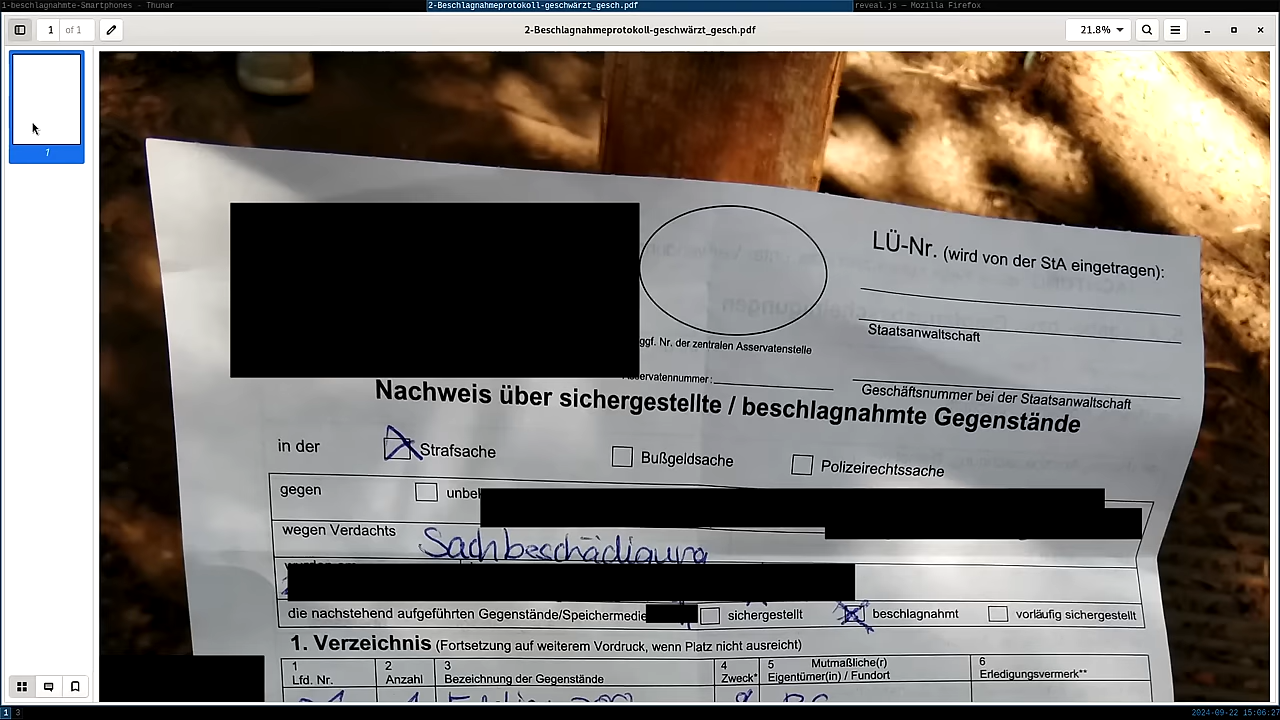 1-beschlagnahmte-Smartphones - Thunar
2-Beschlagnahmeprotokoll-geschwärzt_gesch.pdf
reveal.js — Mozilla Firefox
1 of 1
2-Beschlagnahmeprotokoll-geschwärzt_gesch.pdf
21.8%
1
LÜ-Nr. (wird von der StA eingetragen):
Staatsanwaltschaft
ggf. Nr. der zentralen Asservatenstelle
Geschäftsnummer bei der Staatsanwaltschaft
Nachweis über sichergestellte / beschlagnahmte Gegenstände
in der
Strafsache
Bußgeldsache
Polizeirechtssache
gegen
wegen Verdachts
Sachbeschädigung
die nachstehend aufgeführten Gegenstände/Speichermedie
sichergestellt
beschlagnahmt
vorläufig sichergestellt
1. Verzeichnis (Fortsetzung auf weiterem Vordruck, wenn Platz nicht ausreicht)
1
Lfd. Nr.
2
Anzahl
3
Bezeichnung der Gegenstände
4
Zweck*
5 Mutmaßliche(r)
Eigentümer(in) / Fundort
6
Erledigungsvermerk**
1 3
2024-09-22 15:06:27